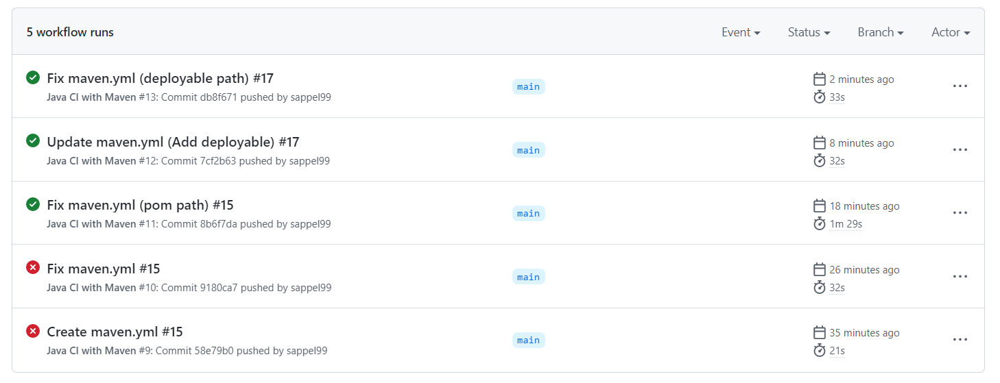 5 workflow runs Event Status Branch Actor
Fix maven.yml (deployable path) #17
Java CI with Maven #13: Commit db8f671 pushed by sappel99
main
2 minutes ago
33s
Update maven.yml (Add deployable) #17
Java CI with Maven #12: Commit 7cf2b63 pushed by sappel99
main
8 minutes ago
32s
Fix maven.yml (pom path) #15
Java CI with Maven #11: Commit 8b6f7da pushed by sappel99
main
18 minutes ago
1m 29s
Fix maven.yml #15
Java CI with Maven #10: Commit 9180ca7 pushed by sappel99
main
26 minutes ago
32s
Create maven.yml #15
Java CI with Maven #9: Commit 58e79b0 pushed by sappel99
main
35 minutes ago
21s